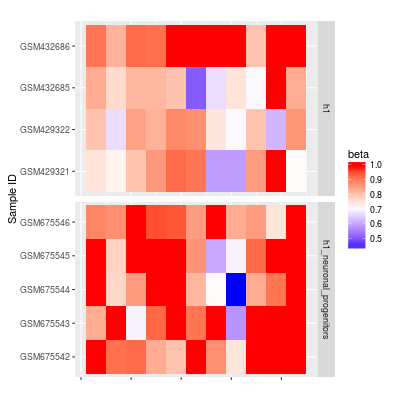 GSM432686
GSM432685
GSM429322
GSM429321
h1
GSM675546
GSM675545
GSM675544
GSM675543
GSM675542
h1_neuronal_progenitors
Sample ID
beta
1.0
0.9
0.8
0.7
0.6
0.5